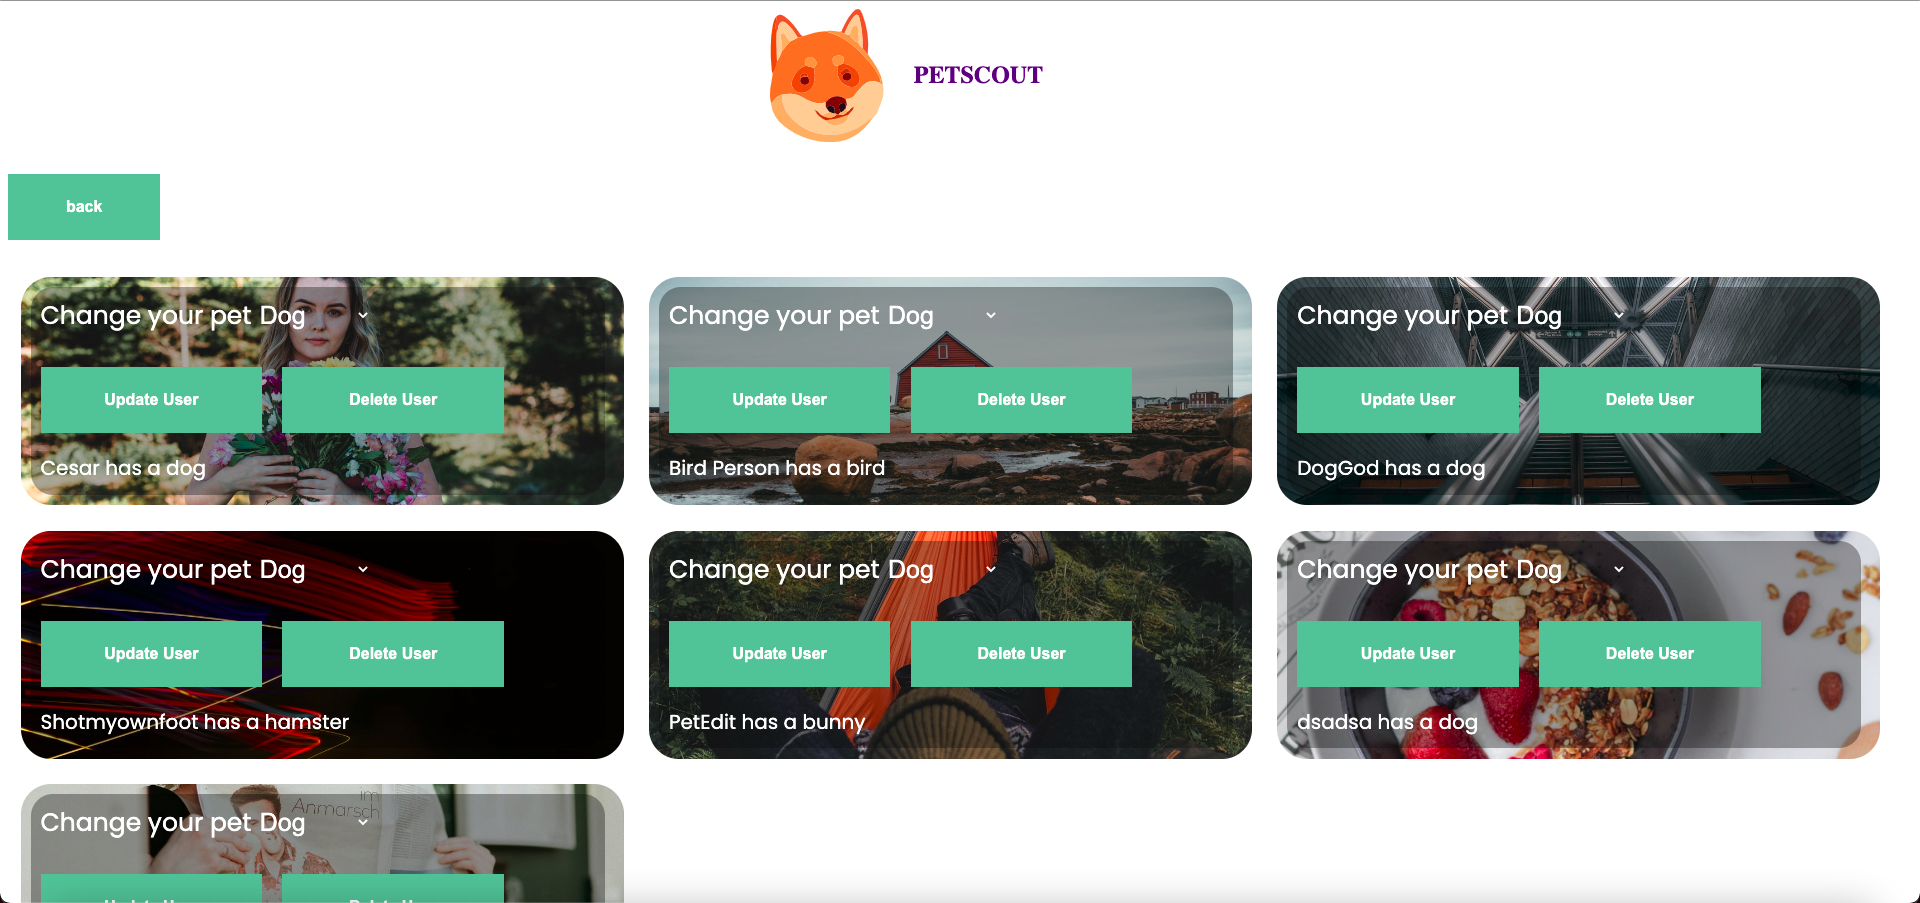 PETSCOUT
back
Change your pet Dog
Update User Delete User
Cesar has a dog
Change your pet Dog
Update User Delete User
Bird Person has a bird
Change your pet Dog
Update User Delete User
DogGod has a dog
Change your pet Dog
Update User Delete User
Shotmyownfoot has a hamster
Change your pet Dog
Update User Delete User
PetEdit has a bunny
Change your pet Dog
Update User Delete User
dsadsa has a dog
im
Anmarsch
Change your pet Dog